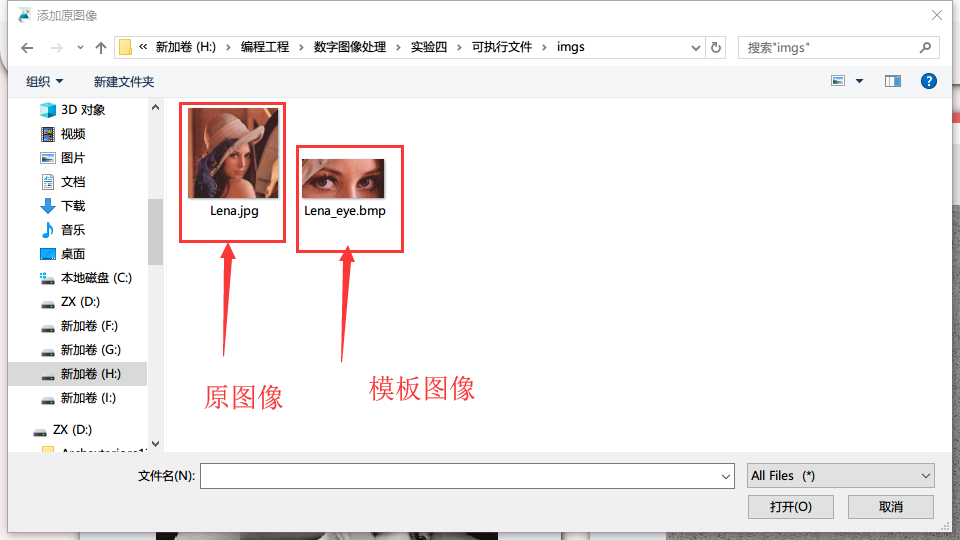 添加原图像
« 新加卷 (H:) › 编程工程 › 数字图像处理 › 实验四 › 可执行文件 › imgs
搜索"imgs"
组织
新建文件夹
3D 对象
视频
图片
文档
下载
音乐
桌面
本地磁盘 (C:)
ZX (D:)
新加卷 (F:)
新加卷 (G:)
新加卷 (H:)
新加卷 (I:)
ZX (D:)
Lena.jpg
Lena_eye.bmp
原图像
模板图像
文件名(N):
All Files (*)
打开(O)
取消